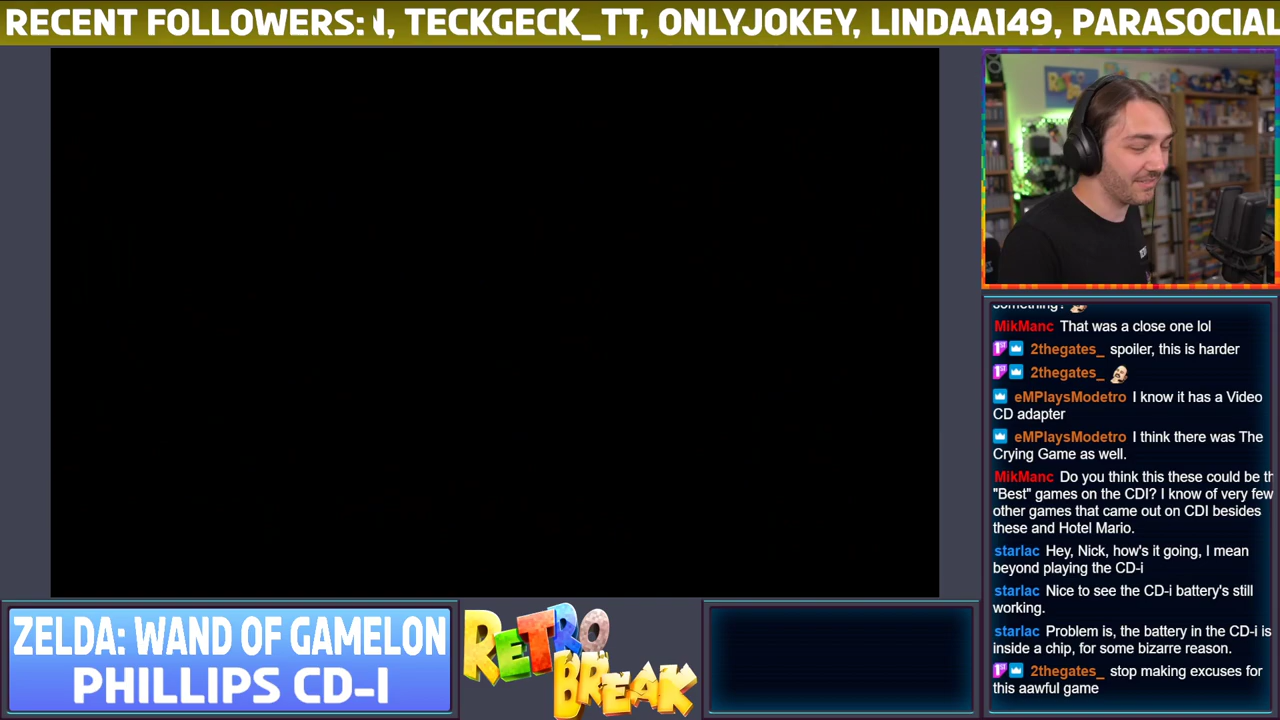 RECENT FOLLOWERS: N, TECKGECK_TT, ONLYJOKEY, LINDAA149, PARASOCIAL
something?
MikManc That was a close one lol
2thegates_ spoiler, this is harder
2thegates_
eMPlaysModetro I know it has a Video
CD adapter
eMPlaysModetro I think there was The
Crying Game as well.
MikManc Do you think this these could be th
"Best" games on the CDI? I know of very few
other games that came out on CDI besides
these and Hotel Mario.
starlac Hey, Nick, how's it going, I mean
beyond playing the CD-i
starlac Nice to see the CD-i battery's still
working.
starlac Problem is, the battery in the CD-i is
inside a chip, for some bizarre reason.
2thegates_ stop making excuses for
this aawful game
ZELDA: WAND OF GAMELON
PHILLIPS CD-I
RETRO
BREAK